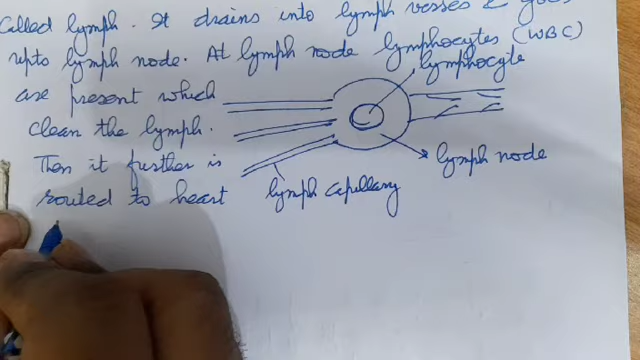 called lymph. It drains into lymph vesses & goes
upto lymph node. At lymph node lymphocytes (WBC)
are present which
clean the lymph.
Then it further is
routed to heart
lymphocyte
lymph node
lymph capillary